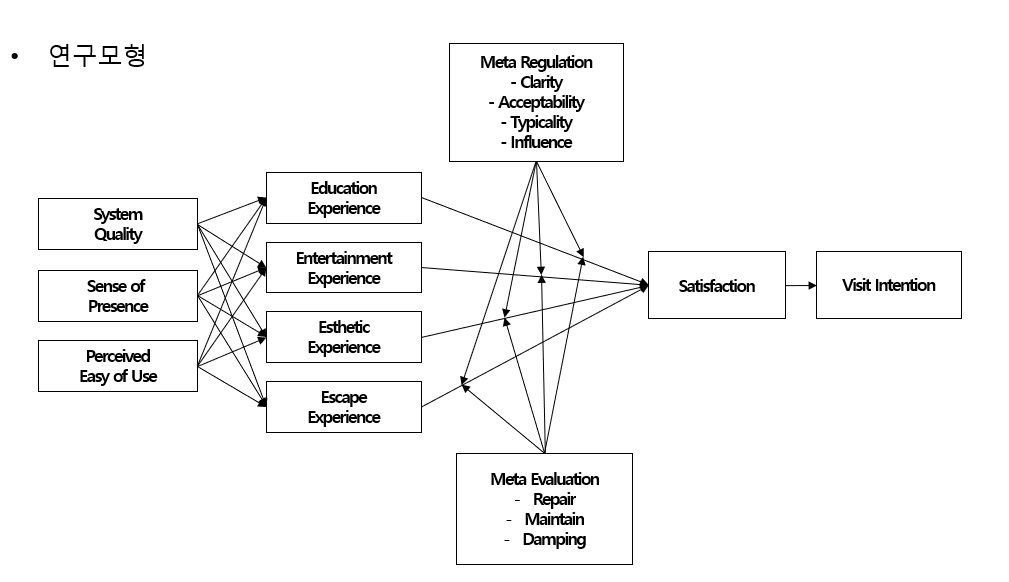 • 연구모형
Meta Regulation
- Clarity
- Acceptability
- Typicality
- Influence
System
Quality
Sense of
Presence
Perceived
Easy of Use
Education
Experience
Entertainment
Experience
Esthetic
Experience
Escape
Experience
Satisfaction
Visit Intention
Meta Evaluation
- Repair
- Maintain
- Damping